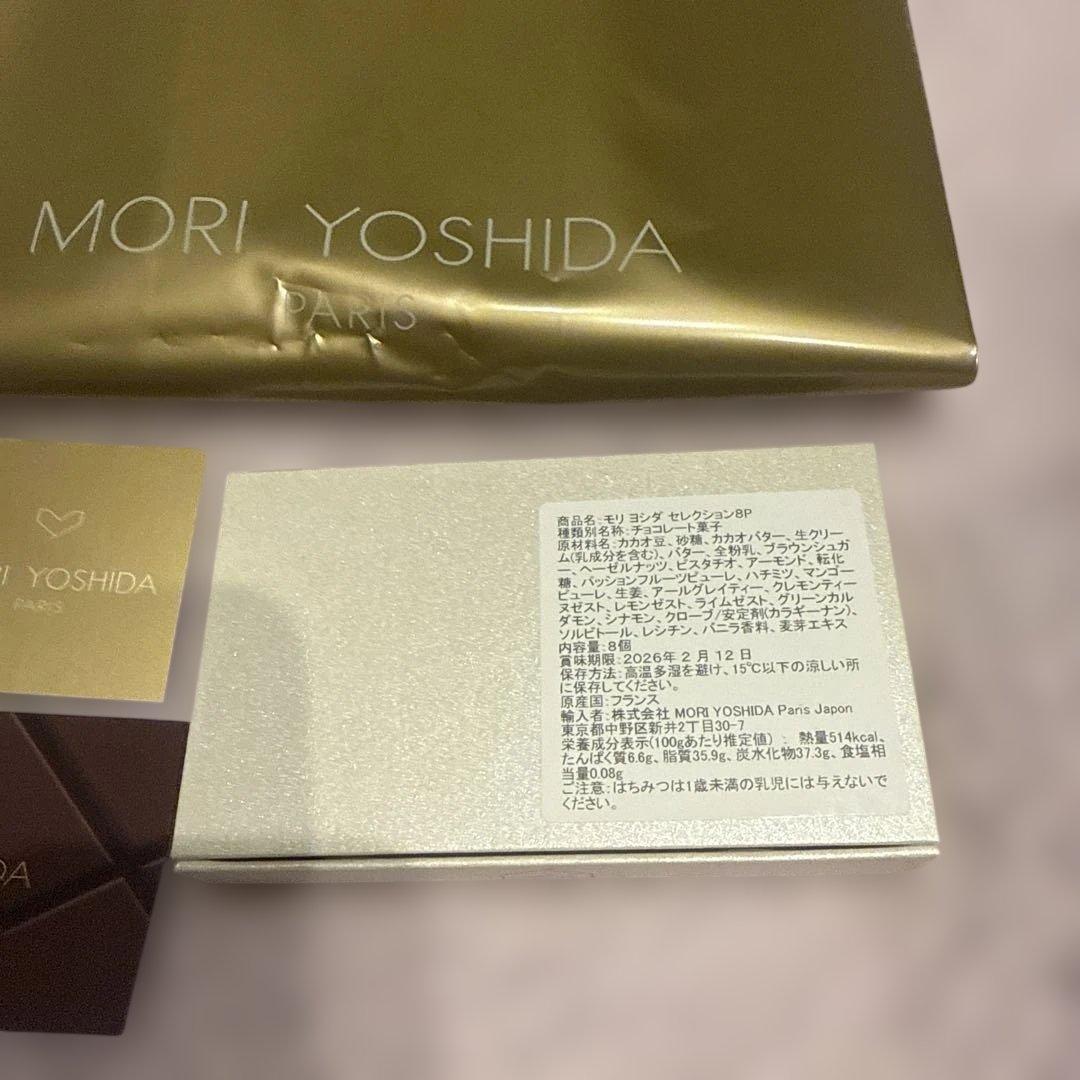 MORI YOSHIDA
PARIS
RI YOSHIDA
PARIS
DA
商品名:モリ ヨシダ セレクション8P
種類別名称:チョコレート菓子
原材料名:カカオ豆、砂糖、カカオバター、生クリー
ム(乳成分を含む)、バター、全粉乳、ブラウンシュガ
ー、ヘーゼルナッツ、ピスタチオ、アーモンド、転化
糖、パッションフルーツピューレ、ハチミツ、マンゴー
ピューレ、生姜、アールグレイティー、クレモンティー
ヌゼスト、レモンゼスト、ライムゼスト、グリーンカル
ダモン、シナモン、クローブ/安定剤(カラギーナン)、
ソルビトール、レシチン、バニラ香料、麦芽エキス
内容量:8個
賞味期限:2026年 2 月 12 日
保存方法:高温多湿を避け、15℃以下の涼しい所
に保存してください。
原産国:フランス
輸入者:株式会社 MORI YOSHIDA Paris Japon
東京都中野区新井2丁目30-7
栄養成分表示(100gあたり推定値) : 熱量514kcal、
たんぱく質6.6g、脂質35.9g、炭水化物37.3g、食塩相
当量0.08g
ご注意:はちみつは1歳未満の乳児には与えないで
ください。